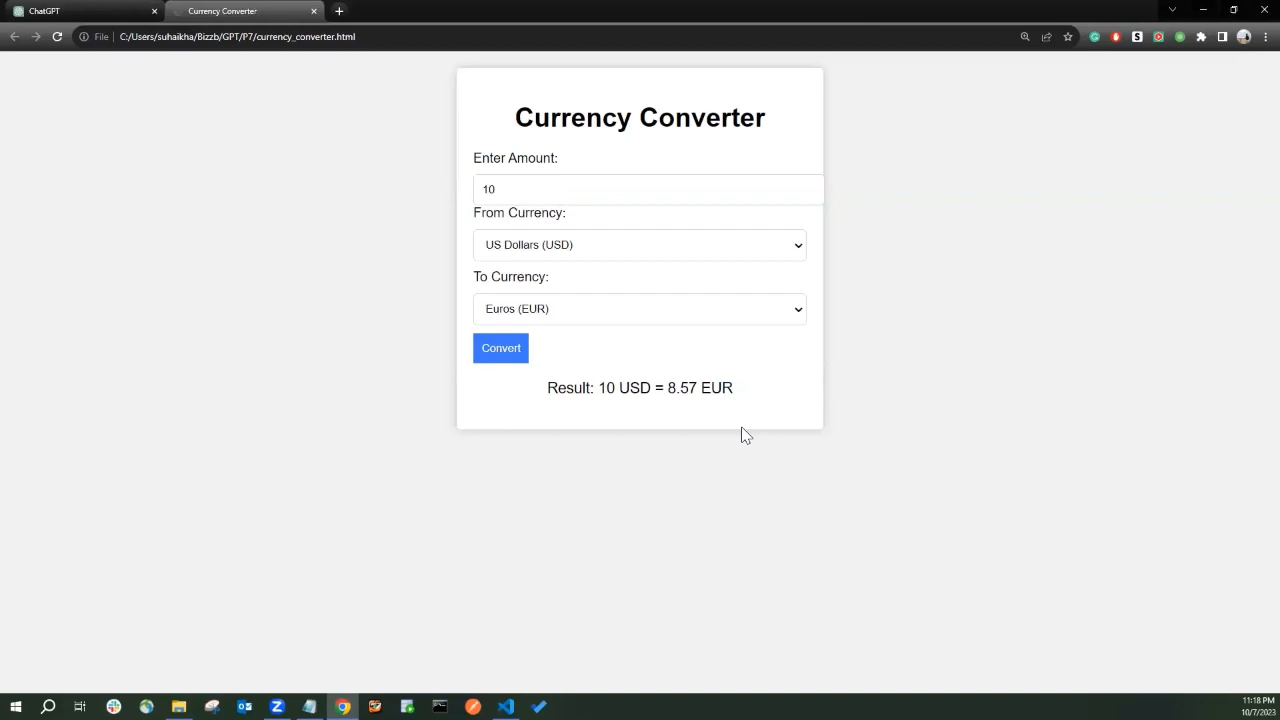 ChatGPT
Currency Converter
File
C:/Users/suhaikha/Bizzb/GPT/P7/currency_converter.html
Currency Converter
Enter Amount:
10
From Currency:
US Dollars (USD)
To Currency:
Euros (EUR)
Convert
Result: 10 USD = 8.57 EUR
11:18 PM
10/7/2023